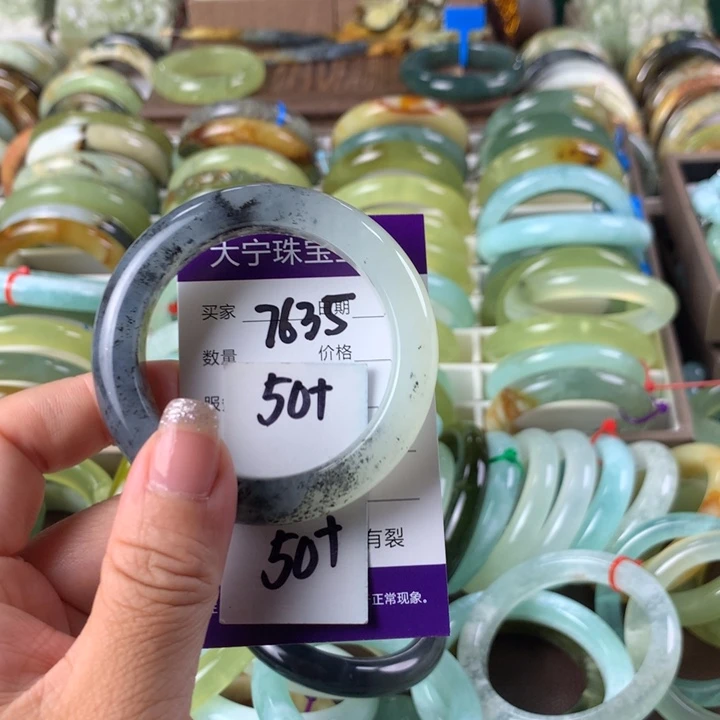 大宁珠宝
买家 7635 日期
数量 价格
服
50+
50+ 有裂
正常现象。